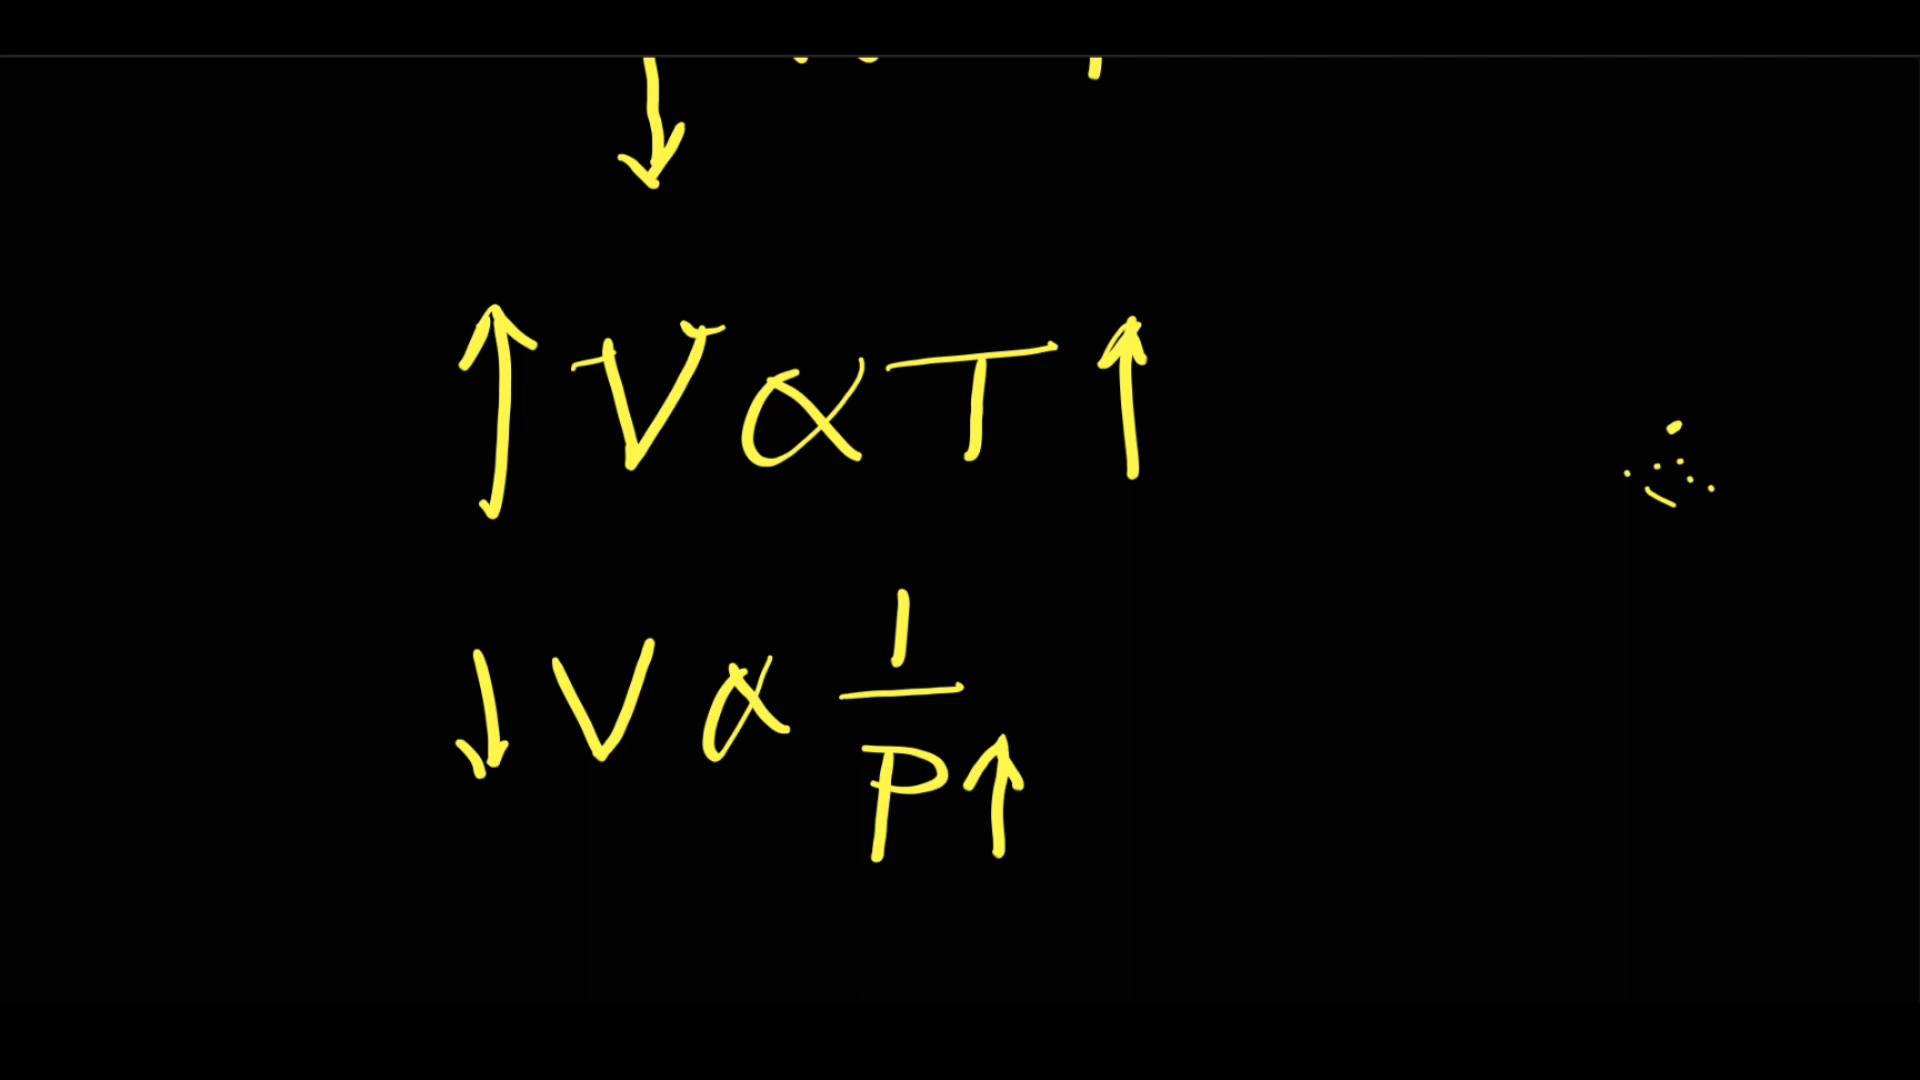 ↓
↑ V ∝ T ↑
↓ V ∝ 1/P ↑